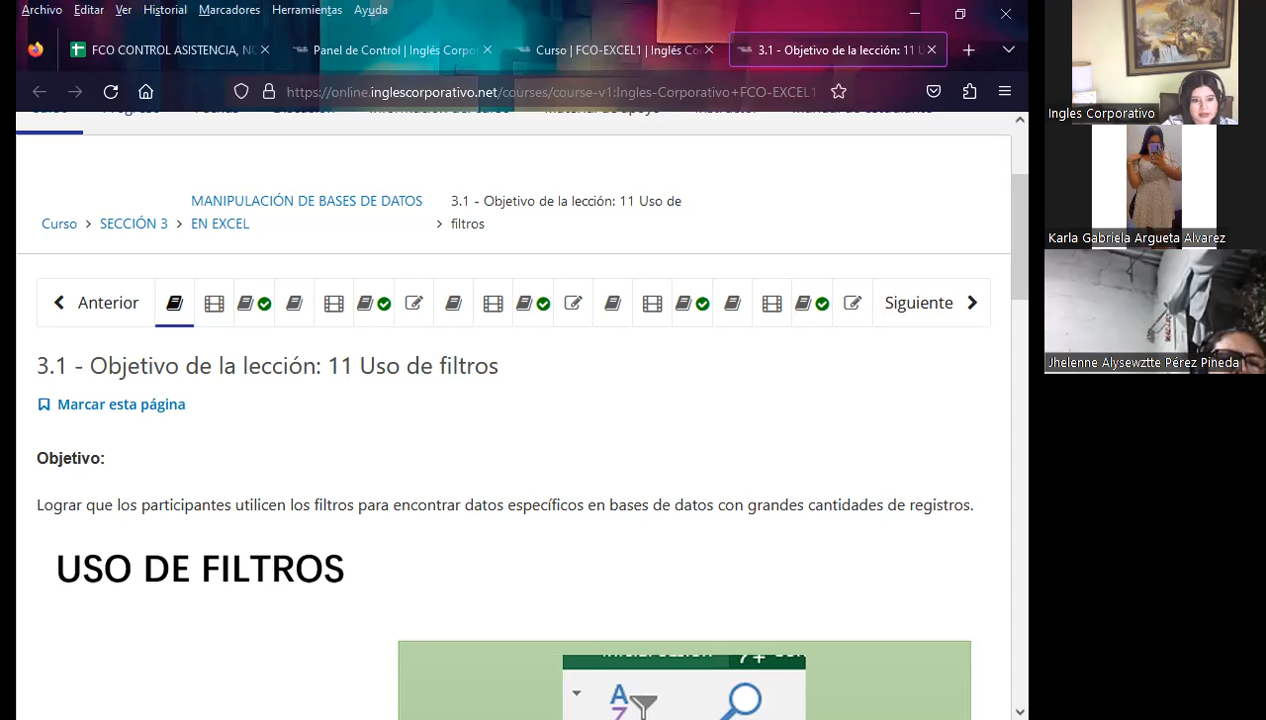 Archivo Editar Ver Historial Marcadores Herramientas Ayuda
FCO CONTROL ASISTENCIA, NO
Panel de Control | Inglés Corpor
Curso | FCO-EXCEL1 | Inglés Co
3.1 - Objetivo de la lección: 11 U
https://online.inglescorporativo.net/courses/course-v1:Ingles-Corporativo+FCO-EXCEL1
MANIPULACIÓN DE BASES DE DATOS
3.1 - Objetivo de la lección: 11 Uso de
Curso > SECCIÓN 3 > EN EXCEL > filtros
Anterior
Siguiente
3.1 - Objetivo de la lección: 11 Uso de filtros
Marcar esta página
Objetivo:
Lograr que los participantes utilicen los filtros para encontrar datos específicos en bases de datos con grandes cantidades de registros.
USO DE FILTROS
A
Z
Ingles Corporativo
Karla Gabriela Argueta Alvarez
Jhelenne Alysewztte Pérez Pineda